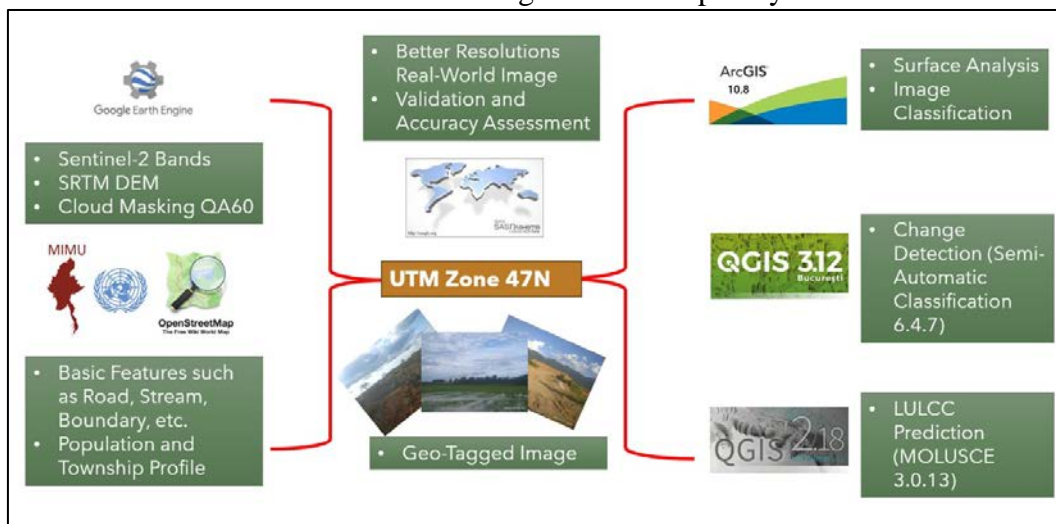 Google Earth Engine
• Sentinel-2 Bands
• SRTM DEM
• Cloud Masking QA60
MIMU
OpenStreetMap
The Free Wiki World Map
• Basic Features such
as Road, Stream,
Boundary, etc.
• Population and
Township Profile
• Better Resolutions
Real-World Image
• Validation and
Accuracy Assessment
UTM Zone 47N
• Geo-Tagged Image
ArcGIS
10.8
• Surface Analysis
• Image
Classification
QGIS 3.12
București
• Change
Detection (Semi-
Automatic
Classification
6.4.7)
QGIS 2.18
• LULCC
Prediction
(MOLUSCE
3.0.13)